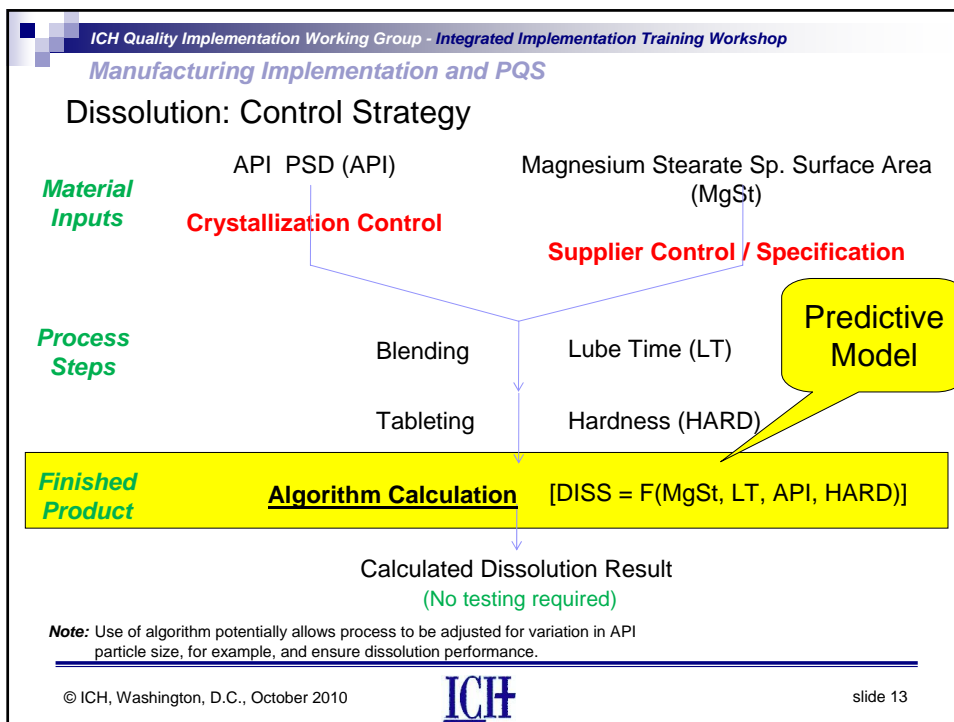 ICH Quality Implementation Working Group - Integrated Implementation Training Workshop
Manufacturing Implementation and PQS
Dissolution: Control Strategy
Material
Inputs
API PSD (API)
Crystallization Control
Magnesium Stearate Sp. Surface Area
(MgSt)
Supplier Control / Specification
Predictive
Model
Process
Steps
Blending
Lube Time (LT)
Tableting
Hardness (HARD)
Finished
Product
Algorithm Calculation
[DISS = F(MgSt, LT, API, HARD)]
Calculated Dissolution Result
(No testing required)
Note: Use of algorithm potentially allows process to be adjusted for variation in API
particle size, for example, and ensure dissolution performance.
© ICH, Washington, D.C., October 2010
ICH
slide 13